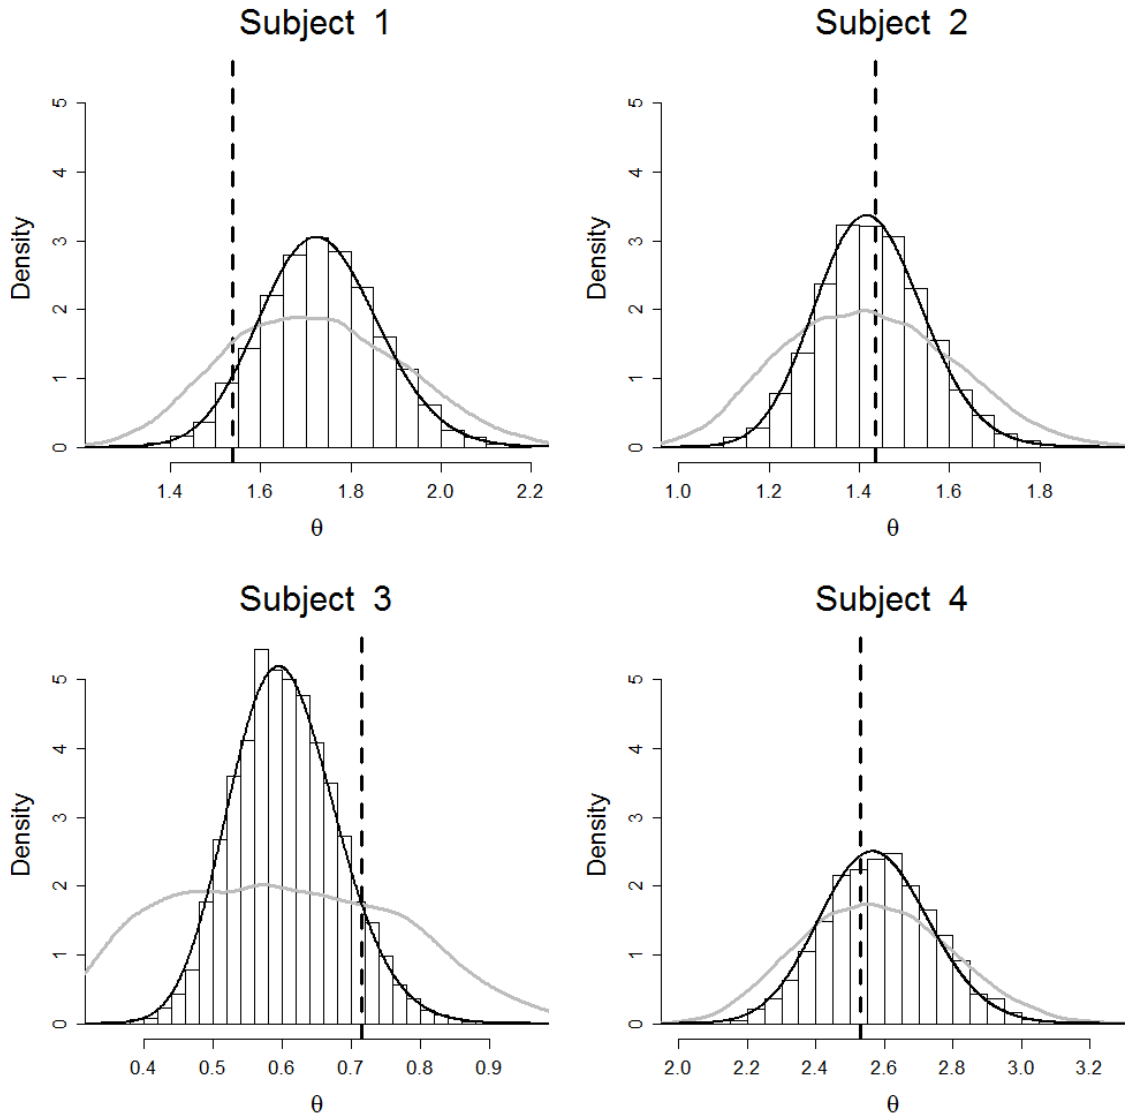 Subject 1
Density
0 1 2 3 4 5
1.4 1.6 1.8 2.0 2.2
θ
Subject 2
Density
0 1 2 3 4 5
1.0 1.2 1.4 1.6 1.8
θ
Subject 3
Density
0 1 2 3 4 5
0.4 0.5 0.6 0.7 0.8 0.9
θ
Subject 4
Density
0 1 2 3 4 5
2.0 2.2 2.4 2.6 2.8 3.0 3.2
θ